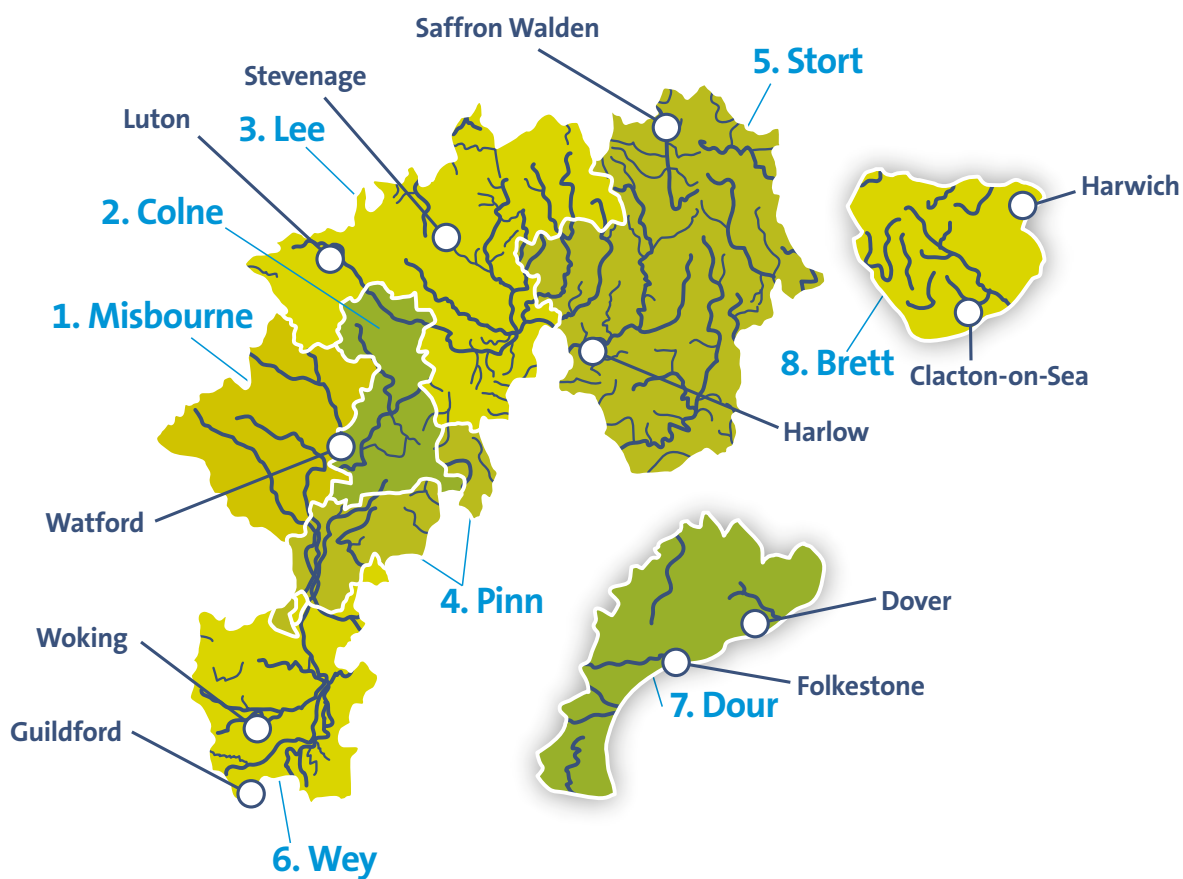 Saffron Walden
5. Stort
Stevenage
Luton
3. Lee
Harwich
2. Colne
1. Misbourne
8. Brett
Clacton-on-Sea
Harlow
Watford
4. Pinn
Dover
Woking
Folkestone
7. Dour
Guildford
6. Wey